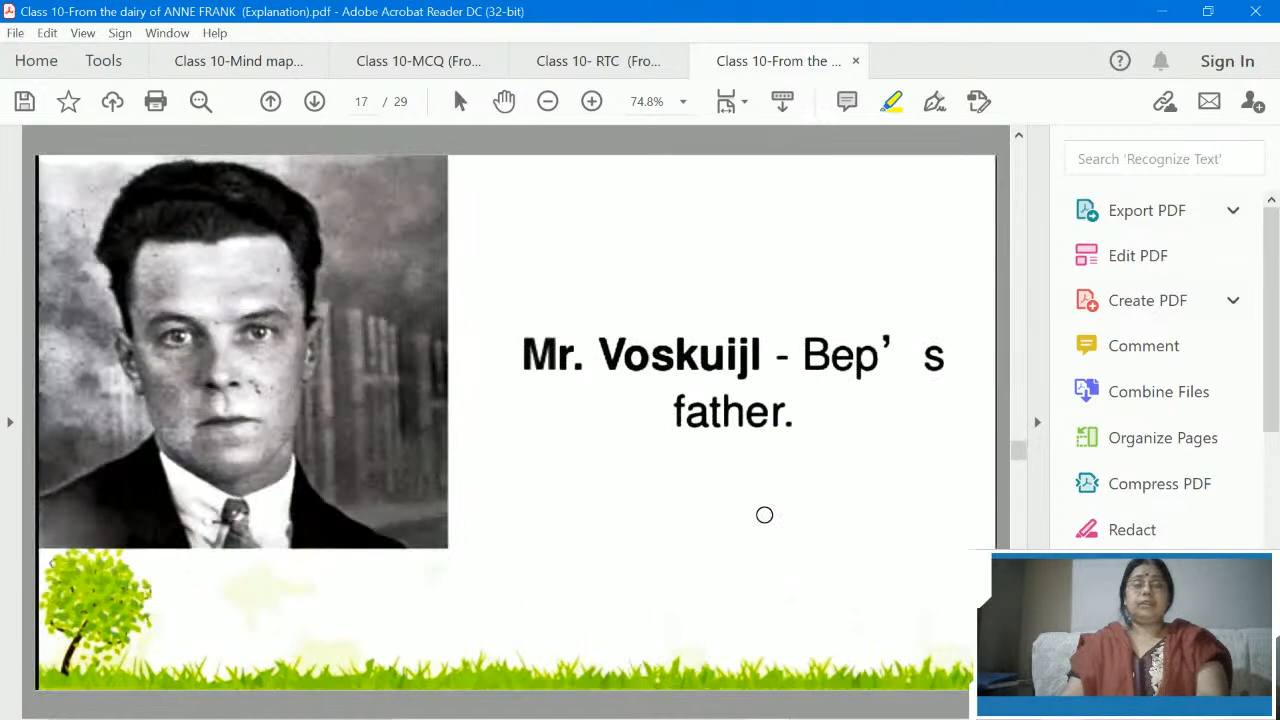 Class 10-From the dairy of ANNE FRANK (Explanation).pdf - Adobe Acrobat Reader DC (32-bit)
File Edit View Sign Window Help
Home Tools Class 10-Mind map... Class 10-MCQ (Fro... Class 10- RTC (Fro... Class 10-From the ... × Sign In
17 / 29 74.8%
Search 'Recognize Text'
Export PDF
Edit PDF
Create PDF
Comment
Combine Files
Organize Pages
Compress PDF
Redact
Mr. Voskuijl - Bep’ s
father.